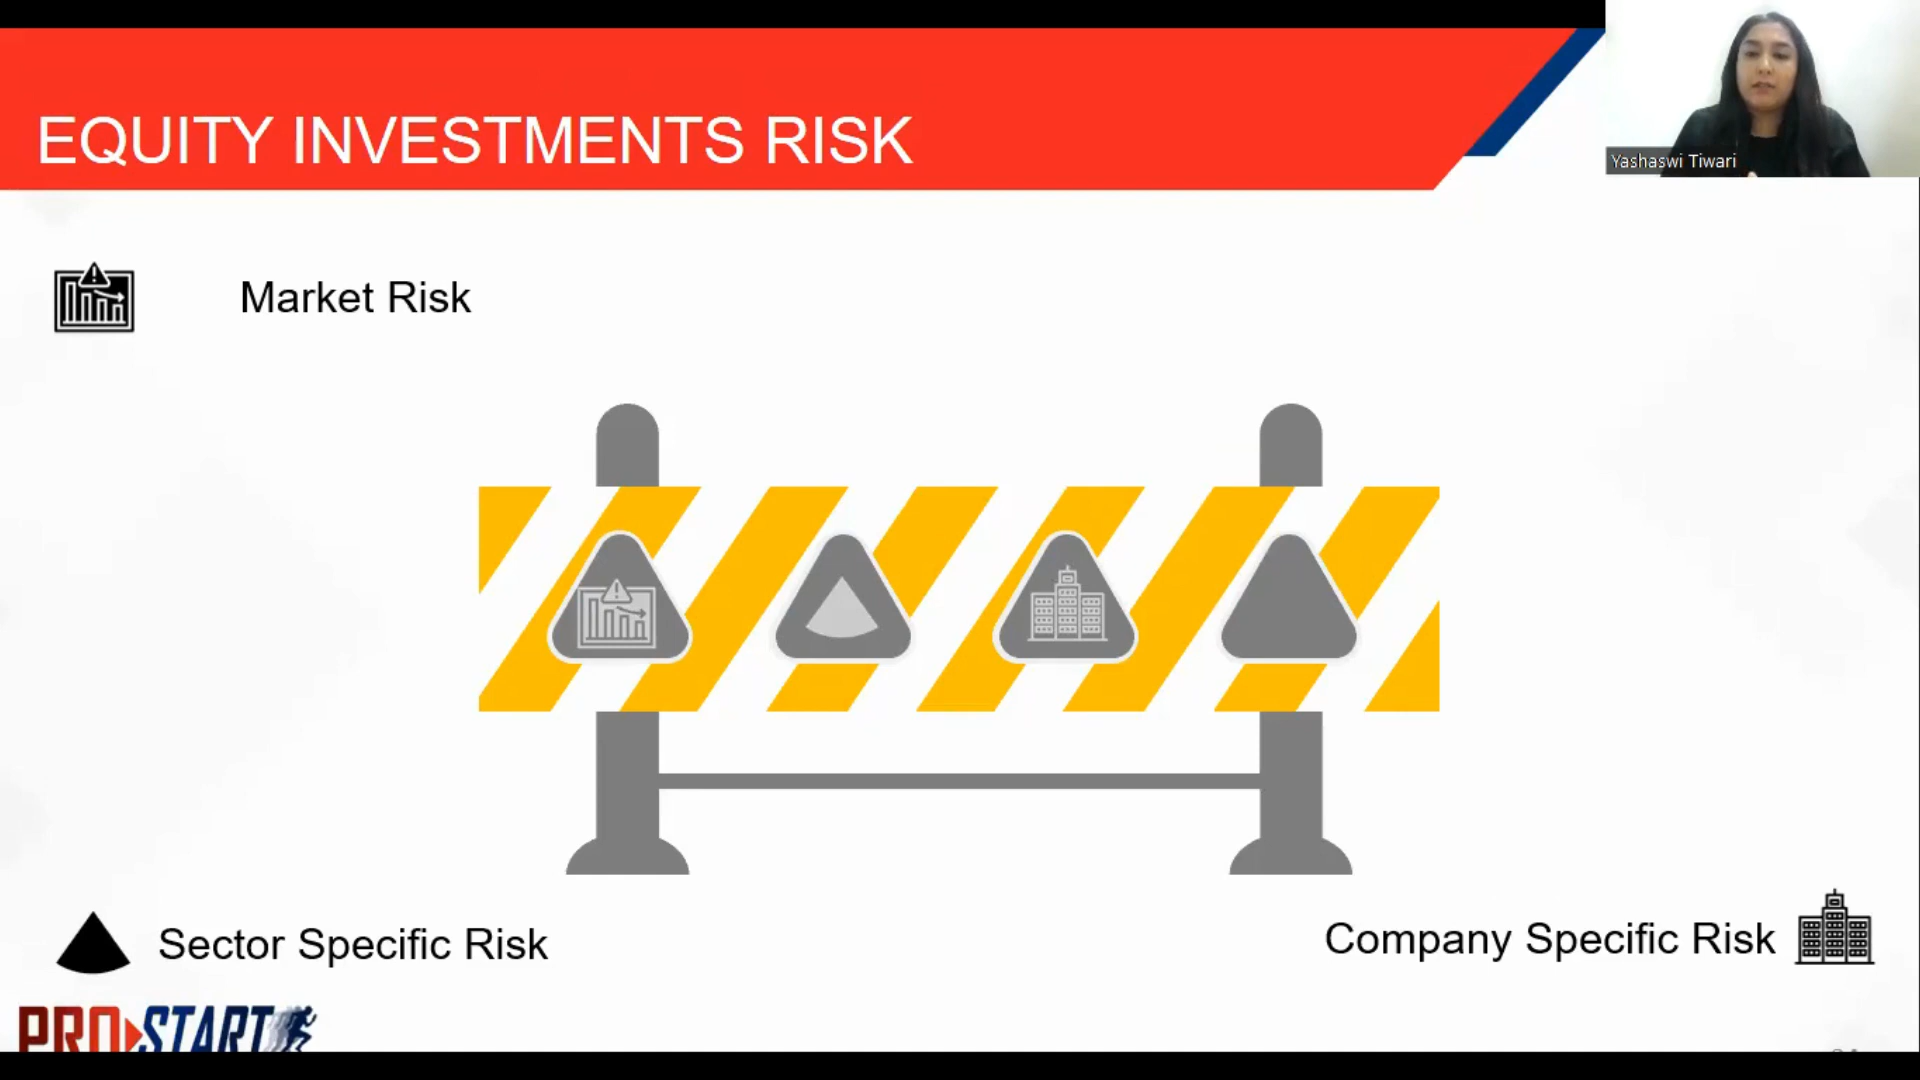 EQUITY INVESTMENTS RISK
Yashaswi Tiwari
Market Risk
Sector Specific Risk
Company Specific Risk
PRO START